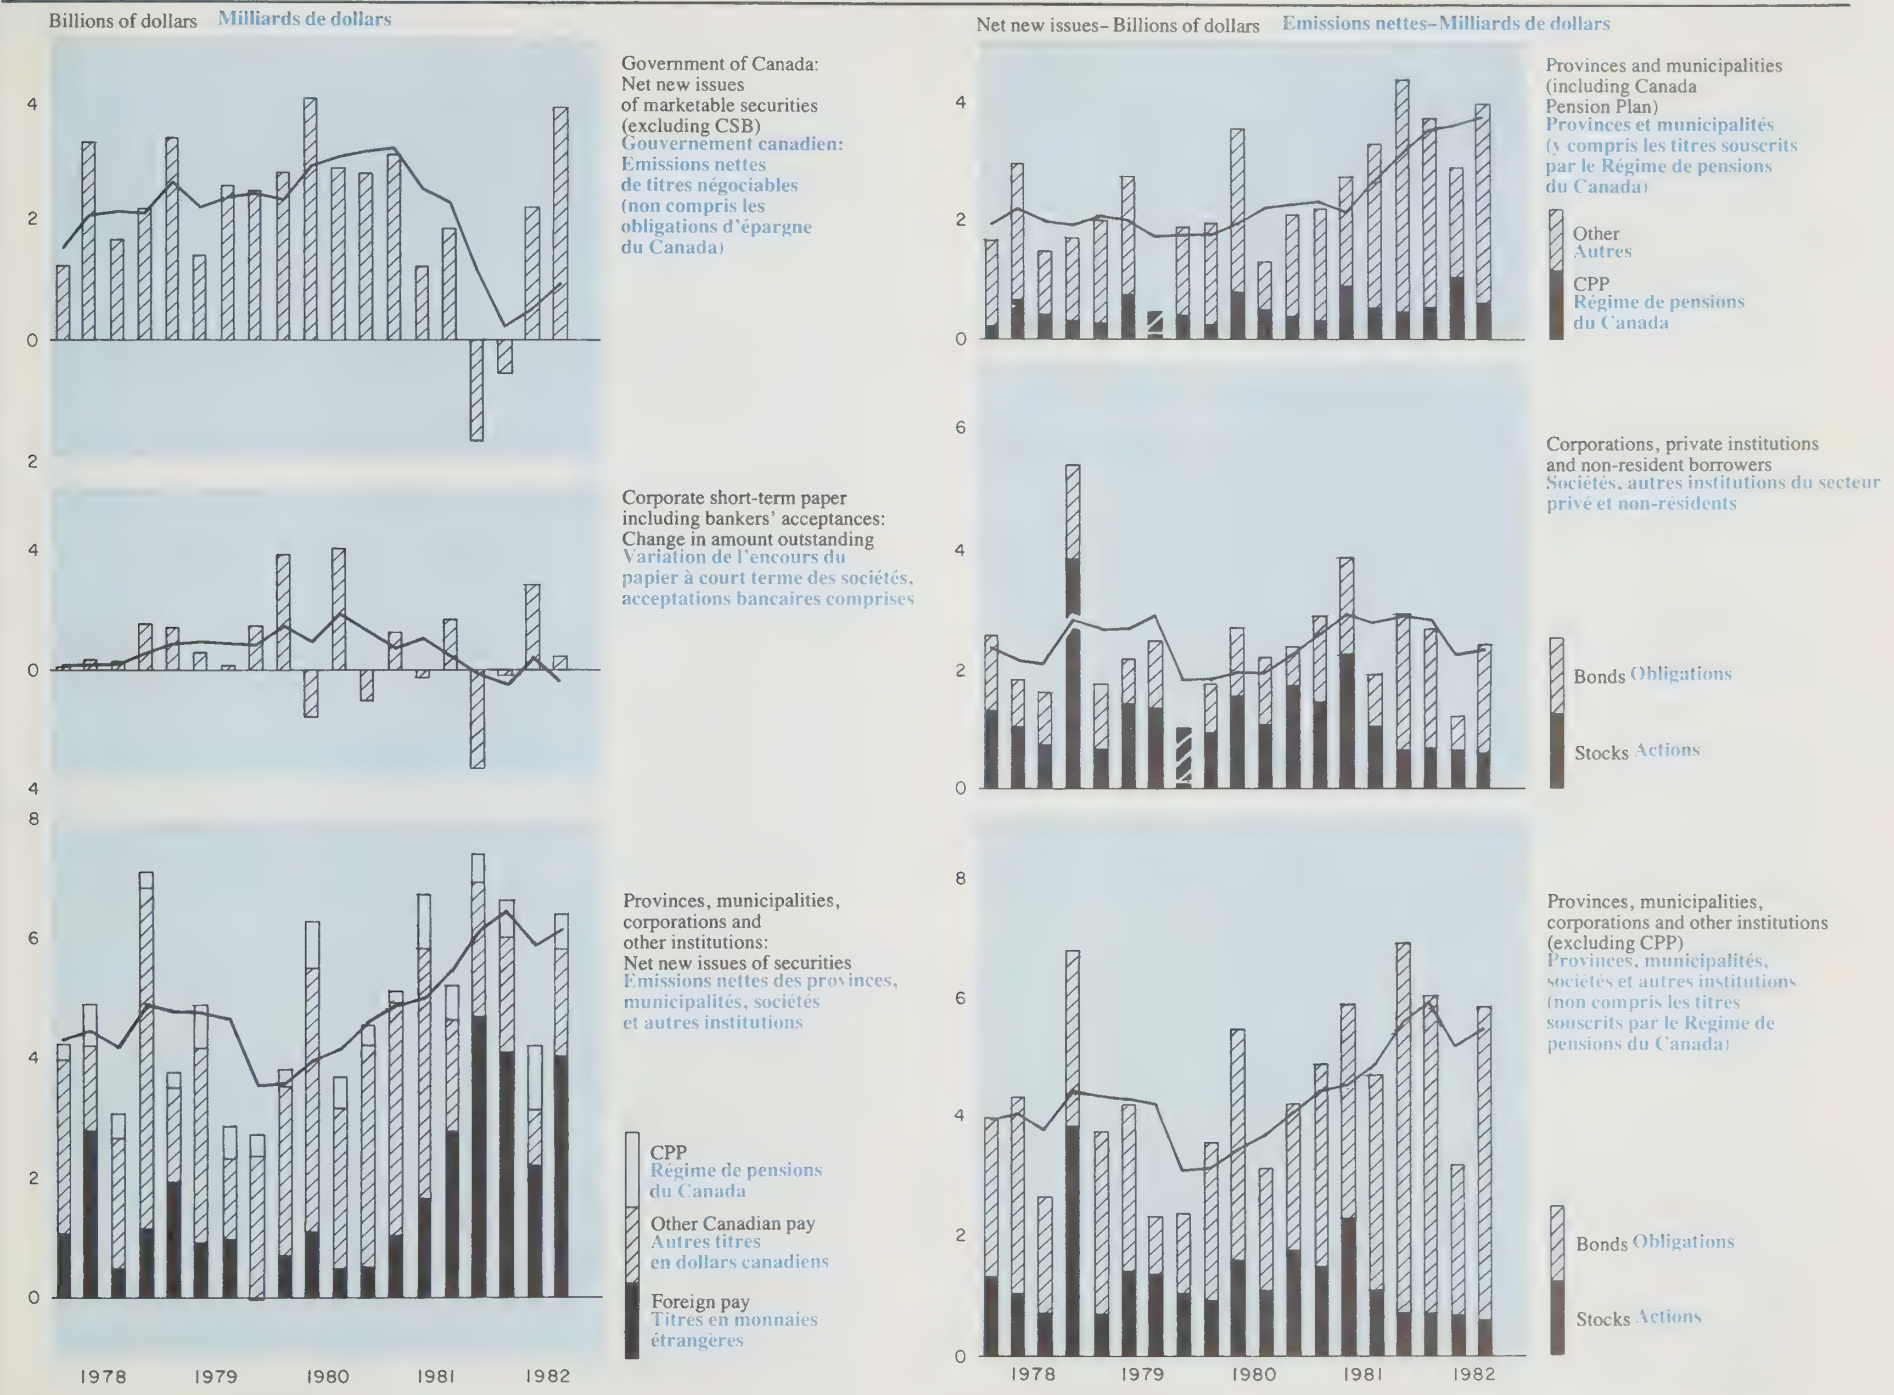 Billions of dollars Milliards de dollars
4
2
0
2
Government of Canada:
Net new issues
of marketable securities
(excluding CSB)
Gouvernement canadien:
Emissions nettes
de titres négociables
(non compris les
obligations d'épargne
du Canada)
4
0
4
Corporate short-term paper
including bankers' acceptances:
Change in amount outstanding
Variation de l'encours du
papier à court terme des sociétés,
acceptations bancaires comprises
8
6
4
2
0
Provinces, municipalities,
corporations and
other institutions:
Net new issues of securities
Emissions nettes des provinces,
municipalités, sociétés
et autres institutions
CPP
Régime de pensions
du Canada
Other Canadian pay
Autres titres
en dollars canadiens
Foreign pay
Titres en monnaies
étrangères
1978 1979 1980 1981 1982
Net new issues–Billions of dollars Emissions nettes–Milliards de dollars
4
2
0
Provinces and municipalities
(including Canada
Pension Plan)
Provinces et municipalités
(y compris les titres souscrits
par le Régime de pensions
du Canada)
Other
Autres
CPP
Régime de pensions
du Canada
6
4
2
0
Corporations, private institutions
and non-resident borrowers
Sociétés, autres institutions du secteur
privé et non-résidents
Bonds Obligations
Stocks Actions
8
6
4
2
0
Provinces, municipalities,
corporations and other institutions
(excluding CPP)
Provinces, municipalités,
sociétés et autres institutions
(non compris les titres
souscrits par le Régime de
pensions du Canada)
Bonds Obligations
Stocks Actions
1978 1979 1980 1981 1982